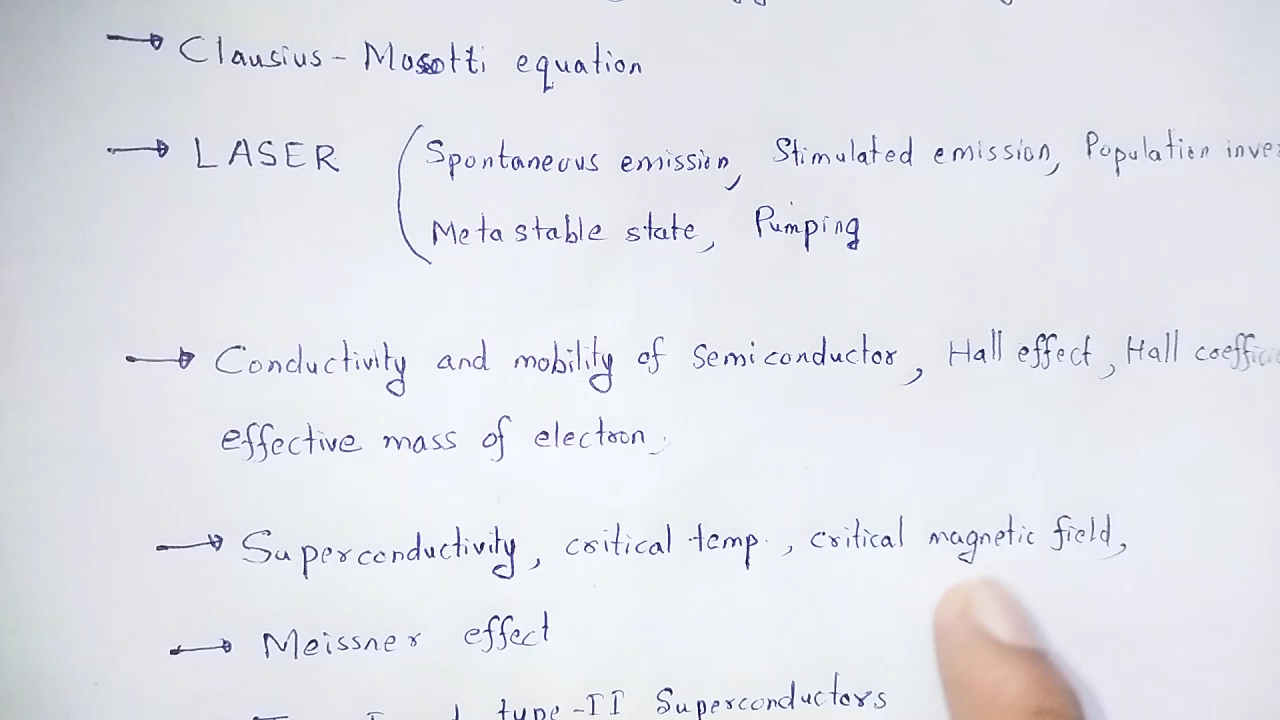 → Clausius - Mosotti equation
→ LASER (Spontaneous emission, Stimulated emission, Population
Metastable state, Pumping
→ Conductivity and mobility of Semiconductor, Hall effect, Hall
effective mass of electron.
→ Superconductivity, critical temp., critical magnetic field,
→ Meissner effect
type-II Superconductors